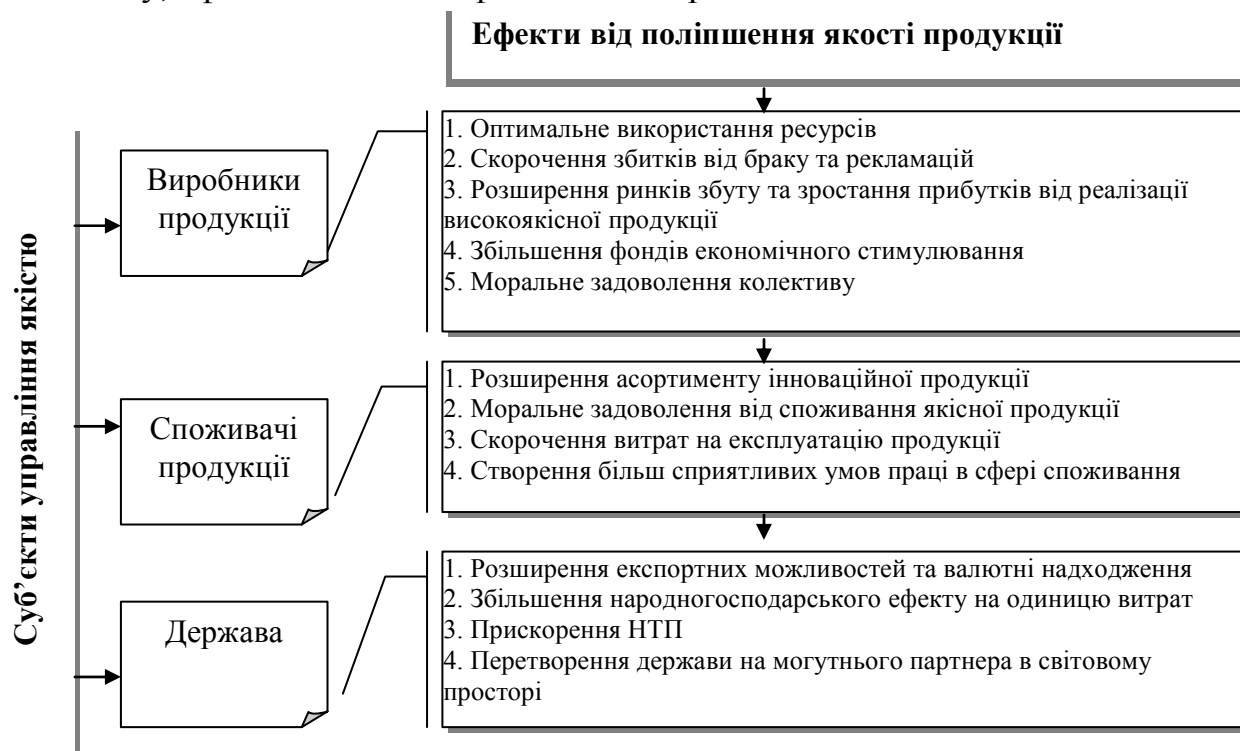 Ефекти від поліпшення якості продукції
Суб’єкти управління якістю
Виробники
продукції
1. Оптимальне використання ресурсів
2. Скорочення збитків від браку та рекламацій
3. Розширення ринків збуту та зростання прибутків від реалізації
високоякісної продукції
4. Збільшення фондів економічного стимулювання
5. Моральне задоволення колективу
Споживачі
продукції
1. Розширення асортименту інноваційної продукції
2. Моральне задоволення від споживання якісної продукції
3. Скорочення витрат на експлуатацію продукції
4. Створення більш сприятливих умов праці в сфері споживання
Держава
1. Розширення експортних можливостей та валютні надходження
2. Збільшення народногосподарського ефекту на одиницю витрат
3. Прискорення НТП
4. Перетворення держави на могутнього партнера в світовому
просторі